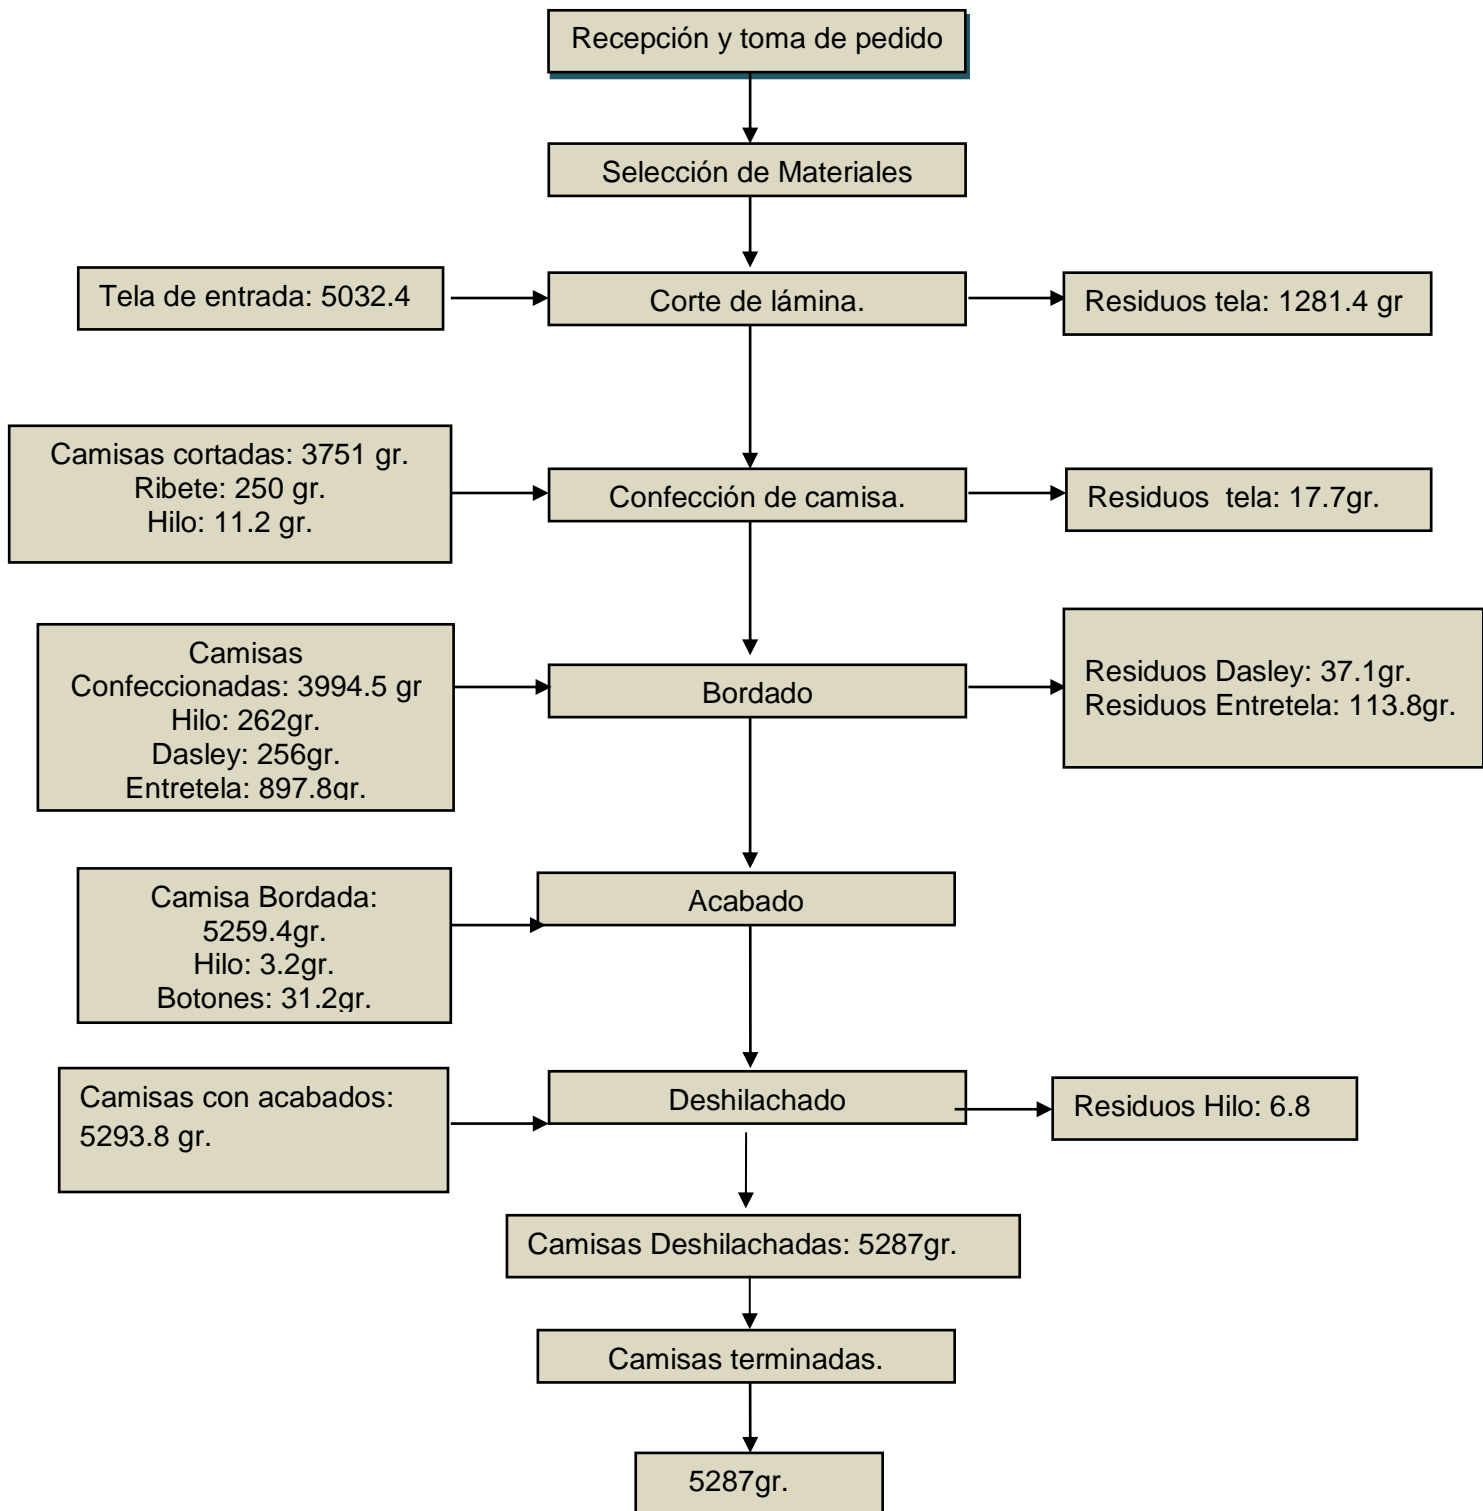 Recepción y toma de pedido
Selección de Materiales
Tela de entrada: 5032.4
Corte de lámina.
Residuos tela: 1281.4 gr
Camisas cortadas: 3751 gr.
Ribete: 250 gr.
Hilo: 11.2 gr.
Confección de camisa.
Residuos tela: 17.7gr.
Camisas
Confeccionadas: 3994.5 gr
Hilo: 262gr.
Dasley: 256gr.
Entretela: 897.8gr.
Bordado
Residuos Dasley: 37.1gr.
Residuos Entretela: 113.8gr.
Camisa Bordada:
5259.4gr.
Hilo: 3.2gr.
Botones: 31.2gr.
Acabado
Camisas con acabados:
5293.8 gr.
Deshilachado
Residuos Hilo: 6.8
Camisas Deshilachadas: 5287gr.
Camisas terminadas.
5287gr.